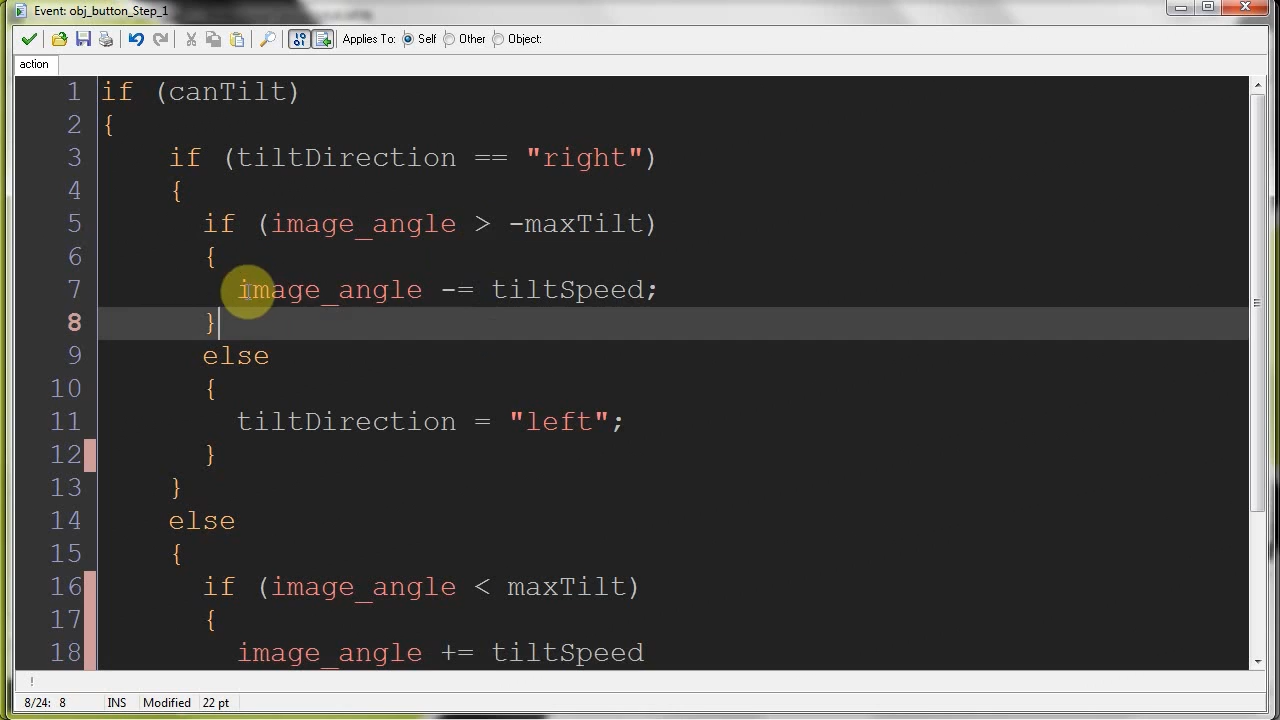 Event: obj_button_Step_1
Applies To: Self Other Object:
action
1 if (canTilt)
2 {
3 if (tiltDirection == "right")
4 {
5 if (image_angle > -maxTilt)
6 {
7 image_angle -= tiltSpeed;
8 }
9 else
10 {
11 tiltDirection = "left";
12 }
13 }
14 else
15 {
16 if (image_angle < maxTilt)
17 {
18 image_angle += tiltSpeed
!
8/24: 8 INS Modified 22 pt